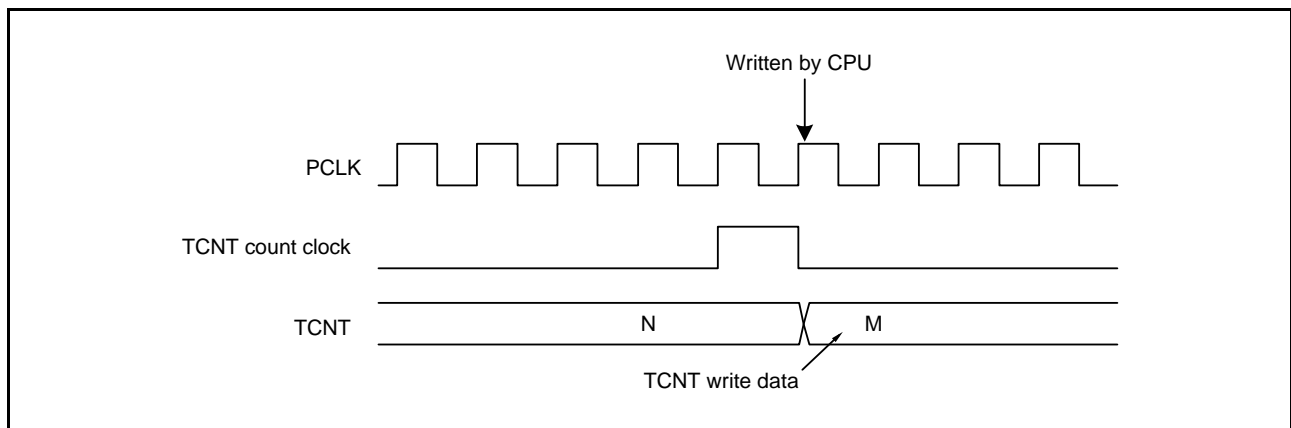 Written by CPU
PCLK
TCNT count clock
TCNT
N
M
TCNT write data